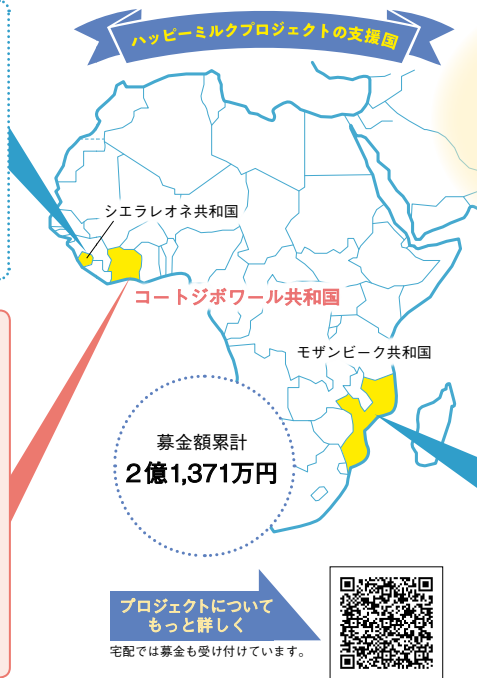 ハッピーミルクプロジェクトの支援国
シエラレオネ共和国
コートジボワール共和国
モザンビーク共和国
募金額累計
2億1,371万円
プロジェクトについて
もっと詳しく
宅配では募金も受け付けています。